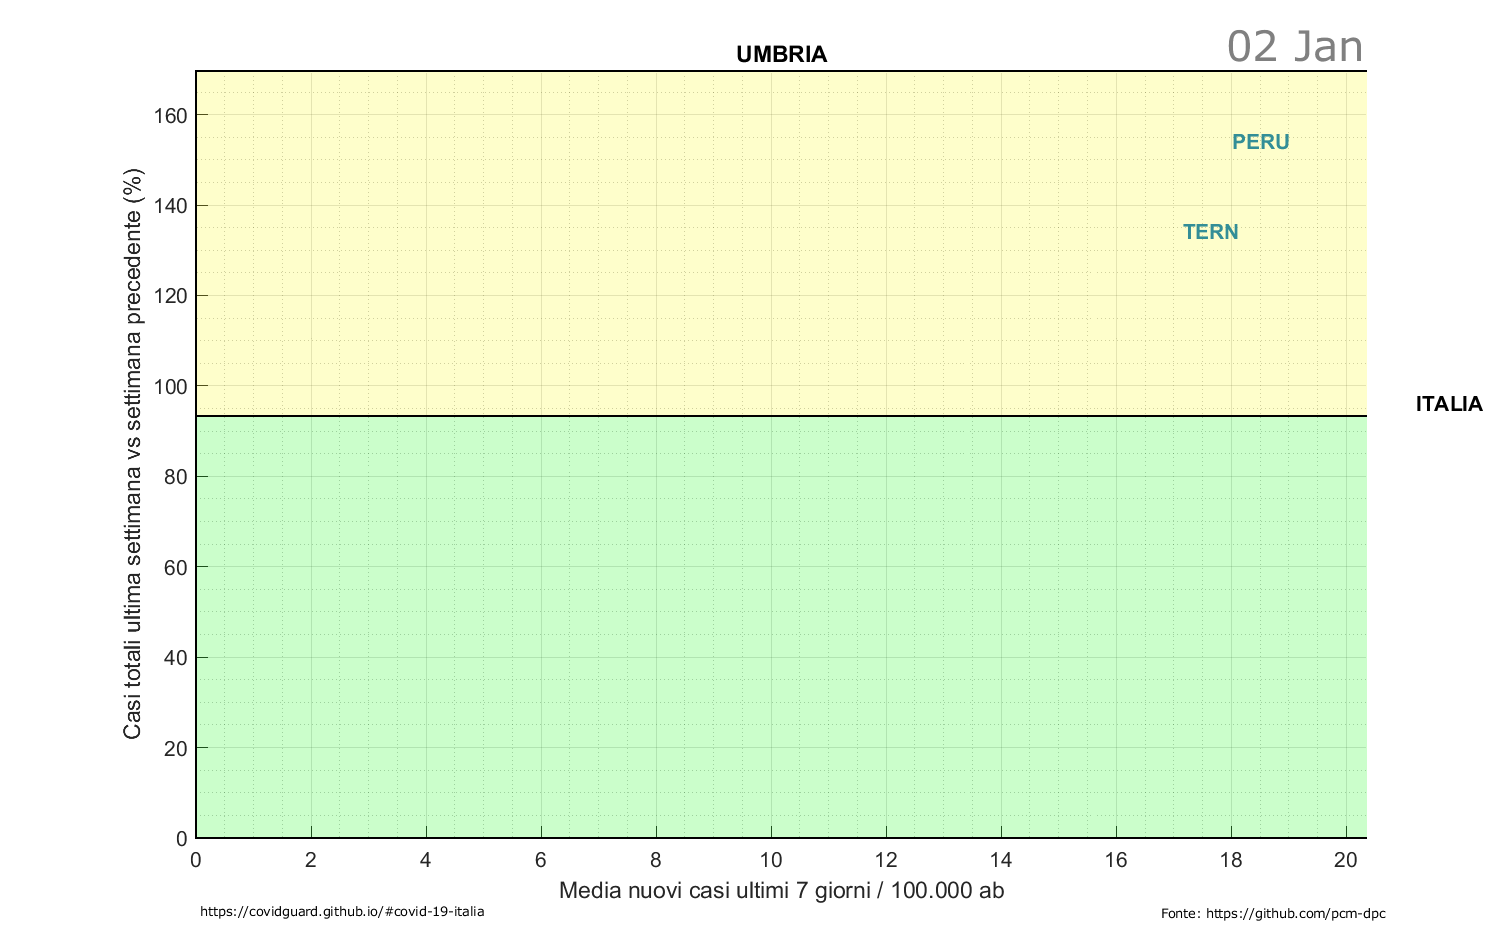 UMBRIA
02 Jan
160
PERU
140
TERN
120
100
ITALIA
80
60
40
20
0
0 2 4 6 8 10 12 14 16 18 20
Casi totali ultima settimana vs settimana precedente (%)
Media nuovi casi ultimi 7 giorni / 100.000 ab
https://covidguard.github.io/#covid-19-italia
Fonte: https://github.com/pcm-dpc